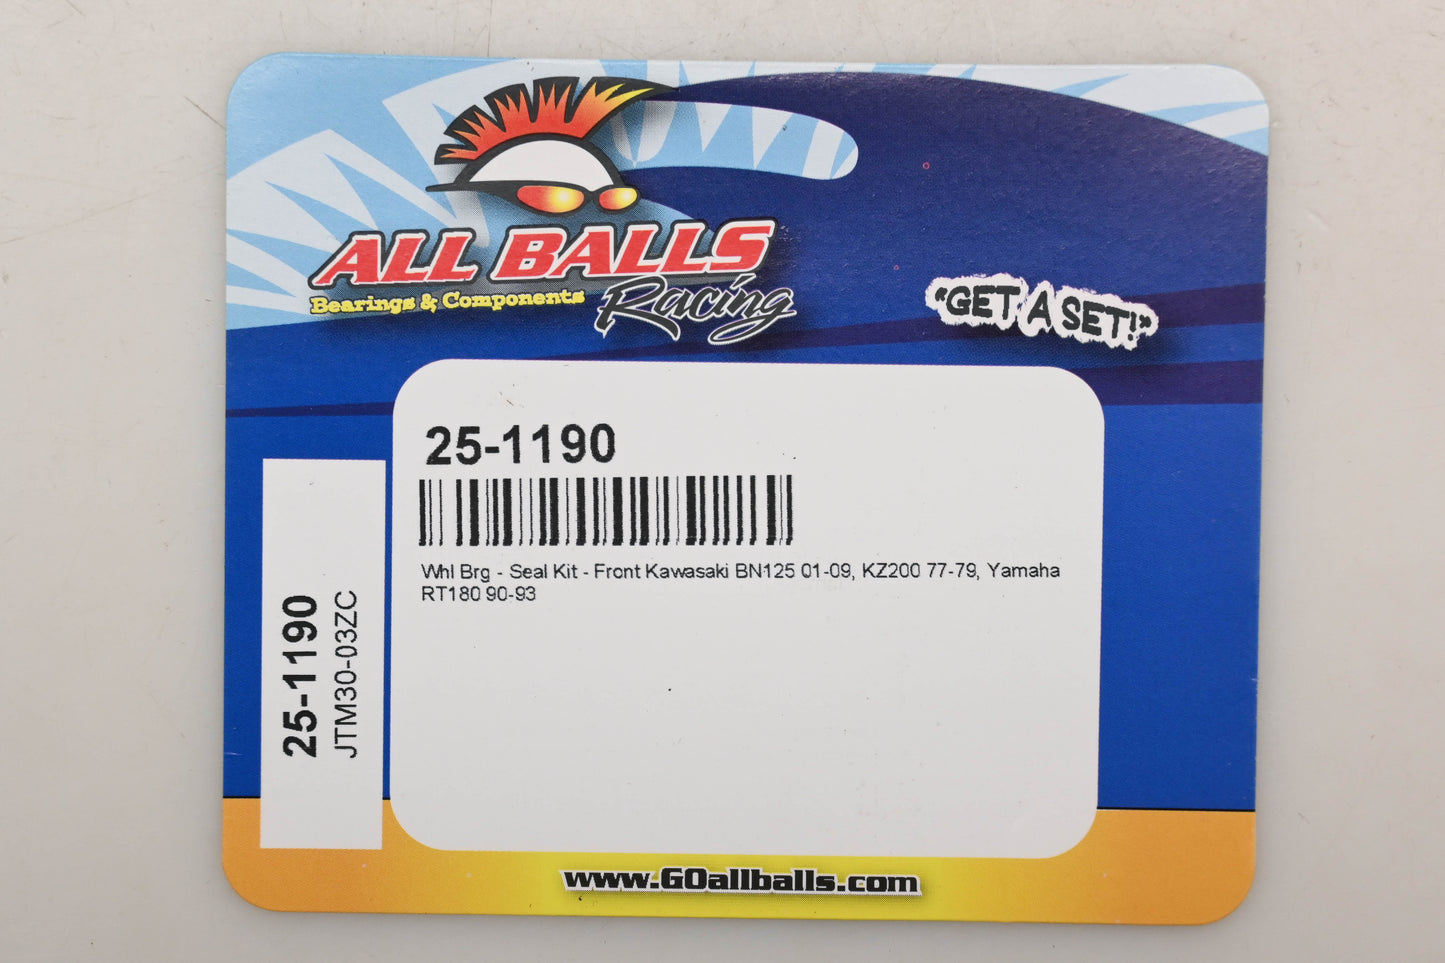 ALL BALLS
Bearings & Components
Racing
"GET A SET!"
25-1190
Whl Brg - Seal Kit - Front Kawasaki BN125 01-09, KZ200 77-79, Yamaha
RT180 90-93
25-1190
JTM30-03ZC
www.GOallballs.com